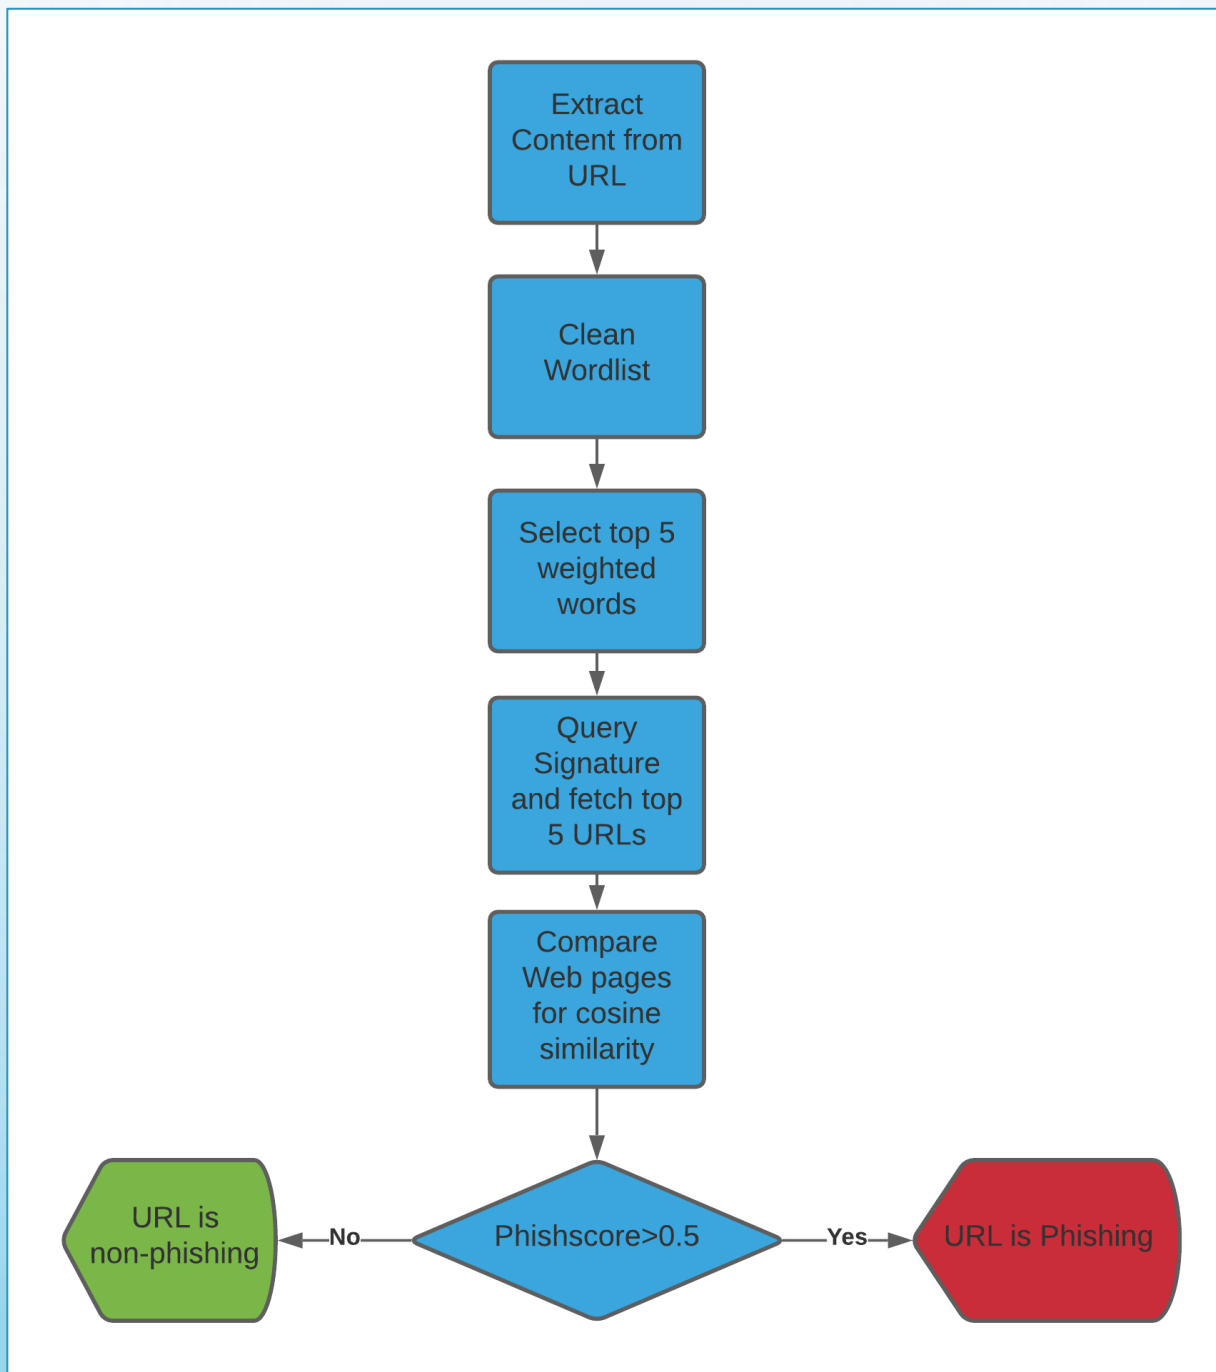 Extract
Content from
URL
Clean
Wordlist
Select top 5
weighted
words
Query
Signature
and fetch top
5 URLs
Compare
Web pages
for cosine
similarity
URL is
non-phishing
No
Phishscore>0.5
Yes
URL is Phishing